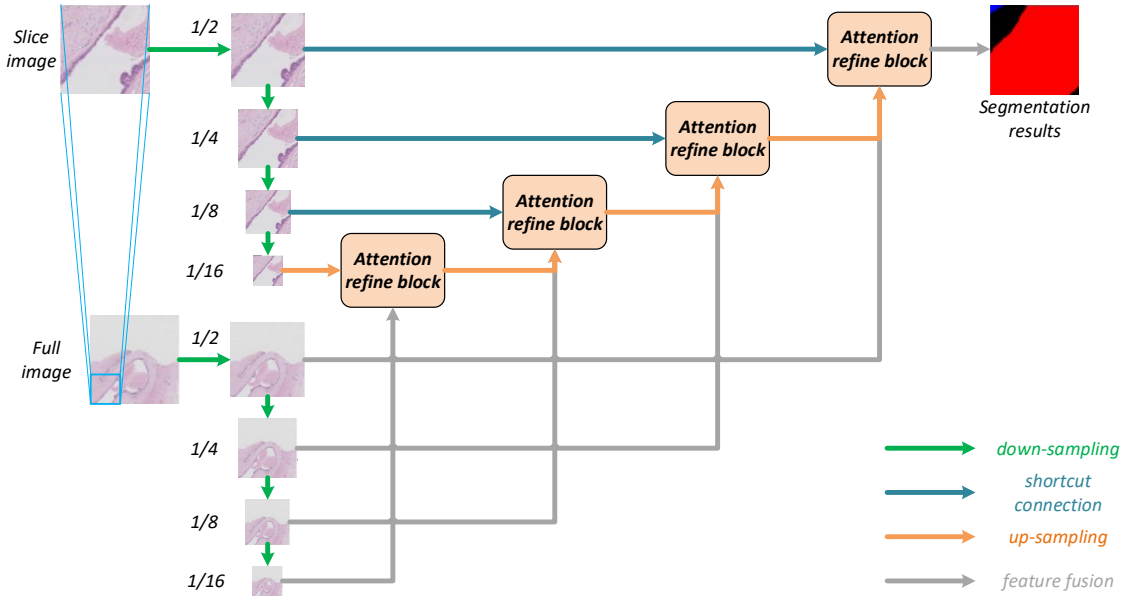 Slice
image
1/2
Attention
refine block
Segmentation
results
1/4
Attention
refine block
1/8
Attention
refine block
1/16
Attention
refine block
Full
image
1/2
1/4
1/8
1/16
down-sampling
shortcut
connection
up-sampling
feature fusion